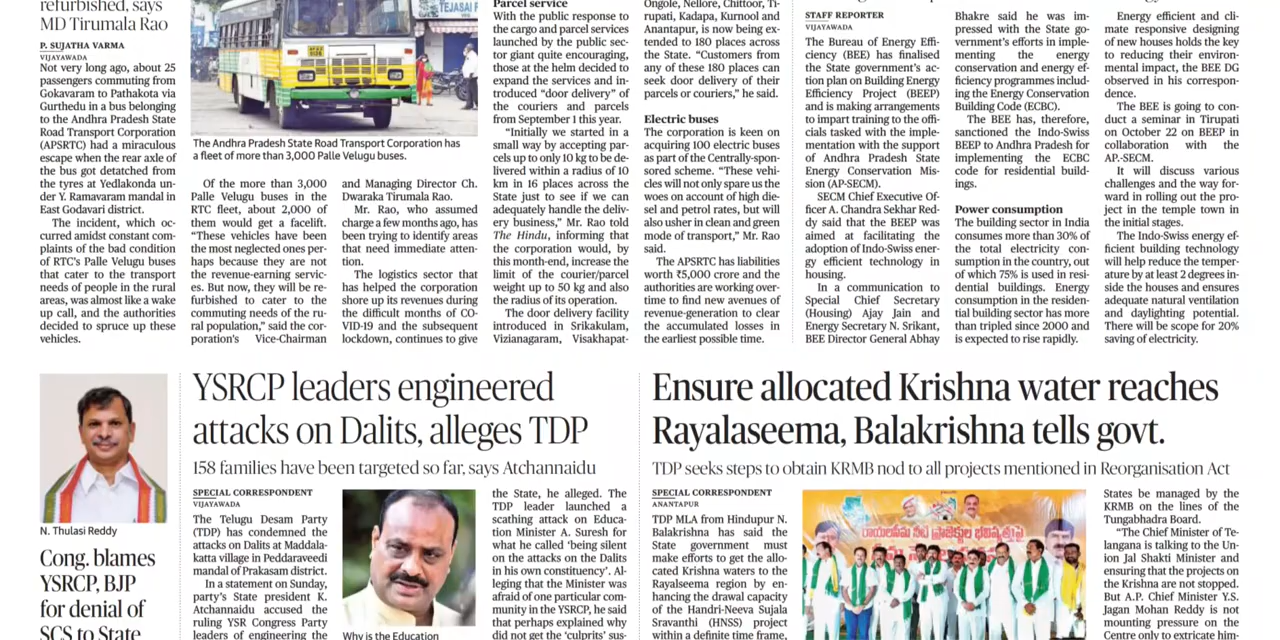 refurbished, says
MD Tirumala Rao
P. SUJATHA VARMA
VIJAYAWADA
Not very long ago, about 25
passengers commuting from
Gokavaram to Pathakota via
Gurthedu in a bus belonging
to the Andhra Pradesh State
Road Transport Corporation
(APSRTC) had a miraculous
escape when the rear axle of
the bus got detatched from
the tyres at Yedlakonda un-
der Y. Ramavaram mandal in
East Godavari district.
The incident, which oc-
curred amidst constant com-
plaints of the bad condition
of RTC's Palle Velugu buses
that cater to the transport
needs of people in the rural
areas, was almost like a wake
up call, and the authorities
decided to spruce up these
vehicles.
The Andhra Pradesh State Road Transport Corporation has
a fleet of more than 3,000 Palle Velugu buses.
Of the more than 3,000
Palle Velugu buses in the
RTC fleet, about 2,000 of
them would get a facelift.
“These vehicles have been
the most neglected ones per-
haps because they are not
the revenue-earning servic-
es. But now, they will be re-
furbished to cater to the
commuting needs of the ru-
ral population,” said the cor-
poration's Vice-Chairman
and Managing Director Ch.
Dwaraka Tirumala Rao.
Mr. Rao, who assumed
charge a few months ago, has
been trying to identify areas
that need immediate atten-
tion.
The logistics sector that
has helped the corporation
shore up its revenues during
the difficult months of CO-
VID-19 and the subsequent
lockdown, continues to give
Parcel service
With the public response to
the cargo and parcel services
launched by the public sec-
tor giant quite encouraging,
those at the helm decided to
expand the services and in-
troduced “door delivery” of
the couriers and parcels
from September 1 this year.
“Initially we started in a
small way by accepting par-
cels up to only 10 kg to be de-
livered within a radius of 10
km in 16 places across the
State just to see if we can
adequately handle the deliv-
ery business,” Mr. Rao told
The Hindu, informing that
the corporation would, by
this month-end, increase the
limit of the courier/parcel
weight up to 50 kg and also
the radius of its operation.
The door delivery facility
introduced in Srikakulam,
Vizianagaram, Visakhapat-
Ongole, Nellore, Chittoor, Ti-
rupati, Kadapa, Kurnool and
Anantapur, is now being ex-
tended to 180 places across
the State. “Customers from
any of these 180 places can
seek door delivery of their
parcels or couriers,” he said.
Electric buses
The corporation is keen on
acquiring 100 electric buses
as part of the Centrally-spon-
sored scheme. “These vehi-
cles will not only spare us the
woes on account of high die-
sel and petrol rates, but will
also usher in clean and green
mode of transport,” Mr. Rao
said.
The APSRTC has liabilities
worth ₹5,000 crore and the
authorities are working over-
time to find new avenues of
revenue-generation to clear
the accumulated losses in
the earliest possible time.
STAFF REPORTER
VIJAYAWADA
The Bureau of Energy Effi-
ciency (BEE) has finalised
the State government's ac-
tion plan on Building Energy
Efficiency Project (BEEP)
and is making arrangements
to impart training to the offi-
cials tasked with the imple-
mentation with the support
of Andhra Pradesh State
Energy Conservation Mis-
sion (AP-SECM).
SECM Chief Executive Of-
ficer A. Chandra Sekhar Red-
dy said that the BEEP was
aimed at facilitating the
adoption of Indo-Swiss ener-
gy efficient technology in
housing.
In a communication to
Special Chief Secretary
(Housing) Ajay Jain and
Energy Secretary N. Srikant,
BEE Director General Abhay
Bhakre said he was im-
pressed with the State go-
vernment's efforts in imple-
menting the energy
conservation and energy ef-
ficiency programmes includ-
ing the Energy Conservation
Building Code (ECBC).
The BEE has, therefore,
sanctioned the Indo-Swiss
BEEP to Andhra Pradesh for
implementing the ECBC
code for residential build-
ings.
Power consumption
The building sector in India
consumes more than 30% of
the total electricity con-
sumption in the country, out
of which 75% is used in resi-
dential buildings. Energy
consumption in the residen-
tial building sector has more
than tripled since 2000 and
is expected to rise rapidly.
Energy efficient and cli-
mate responsive designing
of new houses holds the key
to reducing their environ-
mental impact, the BEE DG
observed in his correspon-
dence.
The BEE is going to con-
duct a seminar in Tirupati
on October 22 on BEEP in
collaboration with the
AP.-SECM.
It will discuss various
challenges and the way for-
ward in rolling out the pro-
ject in the temple town in
the initial stages.
The Indo-Swiss energy ef-
ficient building technology
will help reduce the temper-
ature by at least 2 degrees in-
side the houses and ensures
adequate natural ventilation
and daylighting potential.
There will be scope for 20%
saving of electricity.
N. Thulasi Reddy
Cong. blames
YSRCP, BJP
for denial of
SCS to State
YSRCP leaders engineered
attacks on Dalits, alleges TDP
158 families have been targeted so far, says Atchannaidu
SPECIAL CORRESPONDENT
VIJAYAWADA
The Telugu Desam Party
(TDP) has condemned the
attacks on Dalits at Maddala-
katta village in Peddaraveedi
mandal of Prakasam district.
In a statement on Sunday,
party's State president K.
Atchannaidu accused the
ruling YSR Congress Party
leaders of engineering the
Why is the Education
the State, he alleged. The
TDP leader launched a
scathing attack on Educa-
tion Minister A. Suresh for
what he called ‘being silent
on the attacks on the Dalits
in his own constituency’. Al-
leging that the Minister was
afraid of one particular com-
munity in the YSRCP, he said
that perhaps explained why
did not get the ‘culprits’ sus-
Ensure allocated Krishna water reaches
Rayalaseema, Balakrishna tells govt.
TDP seeks steps to obtain KRMB nod to all projects mentioned in Reorganisation Act
SPECIAL CORRESPONDENT
ANANTAPUR
TDP MLA from Hindupur N.
Balakrishna has said the
State government must
make efforts to get the allo-
cated Krishna waters to the
Rayalseema region by en-
hancing the drawal capacity
of the Handri-Neeva Sujala
Sravanthi (HNSS) project
within a definite time frame,
రాయలసీమ నీటి ప్రాజెక్టుల భవిష్యత్తుపై
States be managed by the
KRMB on the lines of the
Tungabhadra Board.
“The Chief Minister of Te-
langana is talking to the Un-
ion Jal Shakti Minister and
ensuring that the projects on
the Krishna are not stopped.
But A.P. Chief Minister Y.S.
Jagan Mohan Reddy is not
mounting pressure on the
Centre only to extricate him-